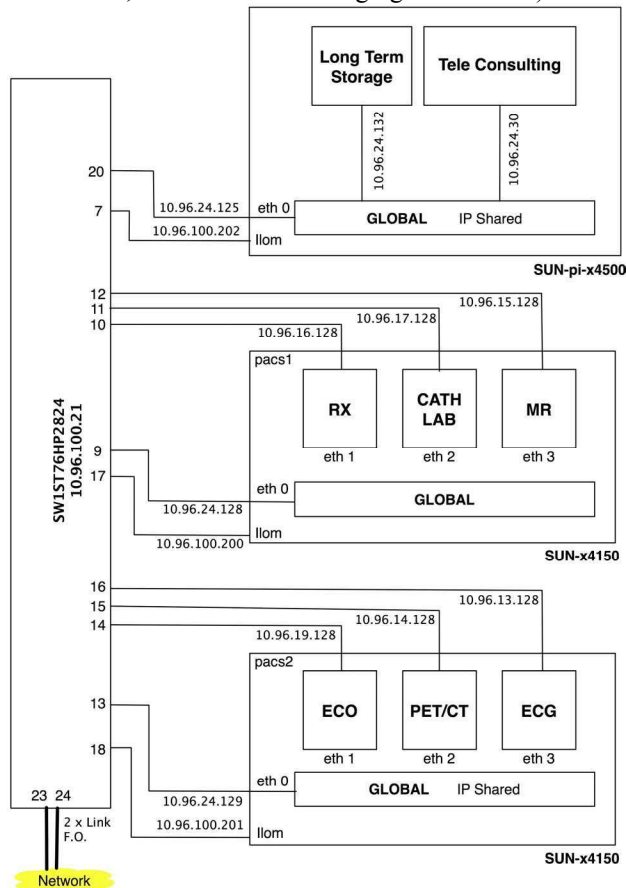 Long Term
Storage
Tele Consulting
10.96.24.132
10.96.24.30
20
10.96.24.125
eth 0
GLOBAL IP Shared
7
10.96.100.202
Ilom
SUN-pi-x4500
12
10.96.15.128
11
10.96.17.128
10
10.96.16.128
pacs1
RX
CATH
LAB
MR
eth 1
eth 2
eth 3
SW1ST76HP2824
10.96.100.21
9
17
eth 0
GLOBAL
10.96.24.128
Ilom
10.96.100.200
SUN-x4150
16
10.96.13.128
15
10.96.14.128
14
10.96.19.128
pacs2
ECO
PET/CT
ECG
eth 1
eth 2
eth 3
13
18
eth 0
GLOBAL IP Shared
10.96.24.129
10.96.100.201
Ilom
SUN-x4150
23 24
2 x Link
F.O.
Network